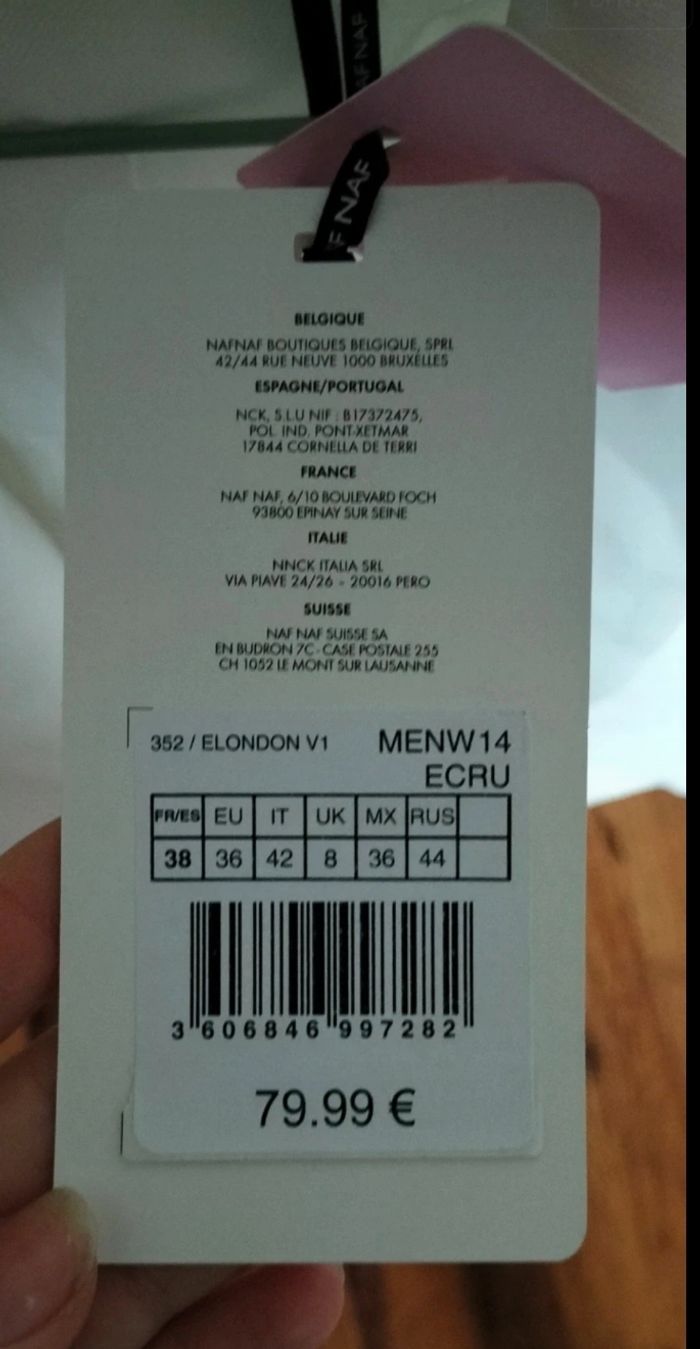 AF NAF
AF NAF
BELGIQUE
NAFNAF BOUTIQUES BELGIQUE, SPRL
42/44 RUE NEUVE 1000 BRUXELLES
ESPAGNE/PORTUGAL
NCK, S.L.U NIF : B17372475,
POL. IND. PONT-XETMAR
17844 CORNELLA DE TERRI
FRANCE
NAF NAF, 6/10 BOULEVARD FOCH
93800 EPINAY SUR SEINE
ITALIE
NNCK ITALIA SRL
VIA PIAVE 24/26 - 20016 PERO
SUISSE
NAF NAF SUISSE SA
EN BUDRON 7C - CASE POSTALE 255
CH 1052 LE MONT SUR LAUSANNE
352 / ELONDON V1 MENW14
ECRU
FR/ES EU IT UK MX RUS
38 36 42 8 36 44
3 606846 997282
79.99 €